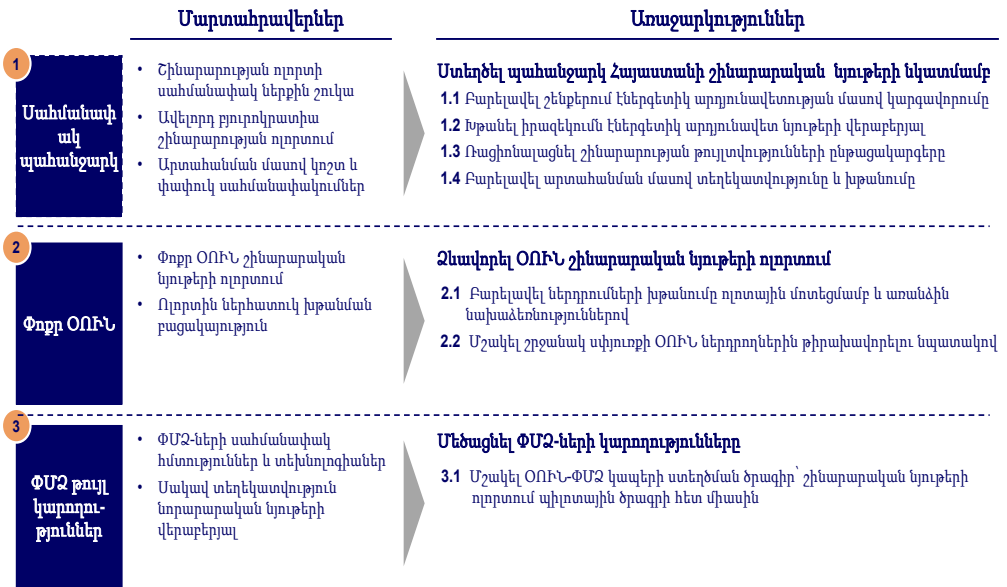 Մարտահրավերներ
Առաջարկություններ
1
Սահմանափ
ակ
պահանջարկ
• Շինարարության ոլորտի
սահմանափակ ներքին շուկա
• Ավելորդ բյուրոկրատիա
շինարարության ոլորտում
• Արտահանման մասով կոշտ և
փափուկ սահմանափակումներ
Ստեղծել պահանջարկ Հայաստանի շինարարական նյութերի նկատմամբ
1.1 Բարելավել շենքերում էներգետիկ արդյունավետության մասով կարգավորումը
1.2 Խթանել իրազեկումն էներգետիկ արդյունավետ նյութերի վերաբերյալ
1.3 Ռացիոնալացնել շինարարության թույլտվությունների ընթացակարգերը
1.4 Բարելավել արտահանման մասով տեղեկատվությունը և խթանումը
2
Փոքր ՕՈՒՆ
• Փոքր ՕՈՒՆ շինարարական
նյութերի ոլորտում
• Ոլորտին ներհատուկ խթանման
բացակայություն
Ձևավորել ՕՈՒՆ շինարարական նյութերի ոլորտում
2.1 Բարելավել ներդրումների խթանումը ոլոտային մոտեցմամբ և առանձին
նախաձեռնություններով
2.2 Մշակել շրջանակ սփյուռքի ՕՈՒՆ ներդրողներին թիրախավորելու նպատակով
3
ՓՄՁ թույլ
կարողու-
թյուններ
• ՓՄՁ-ների սահմանափակ
հմտություններ և տեխնոլոգիաներ
• Սակավ տեղեկատվություն
նորարարական նյութերի
վերաբերյալ
Մեծացնել ՓՄՁ-ների կարողությունները
3.1 Մշակել ՕՈՒՆ-ՓՄՁ կապերի ստեղծման ծրագիր՝ շինարարական նյութերի
ոլորտում պիլոտային ծրագրի հետ միասին